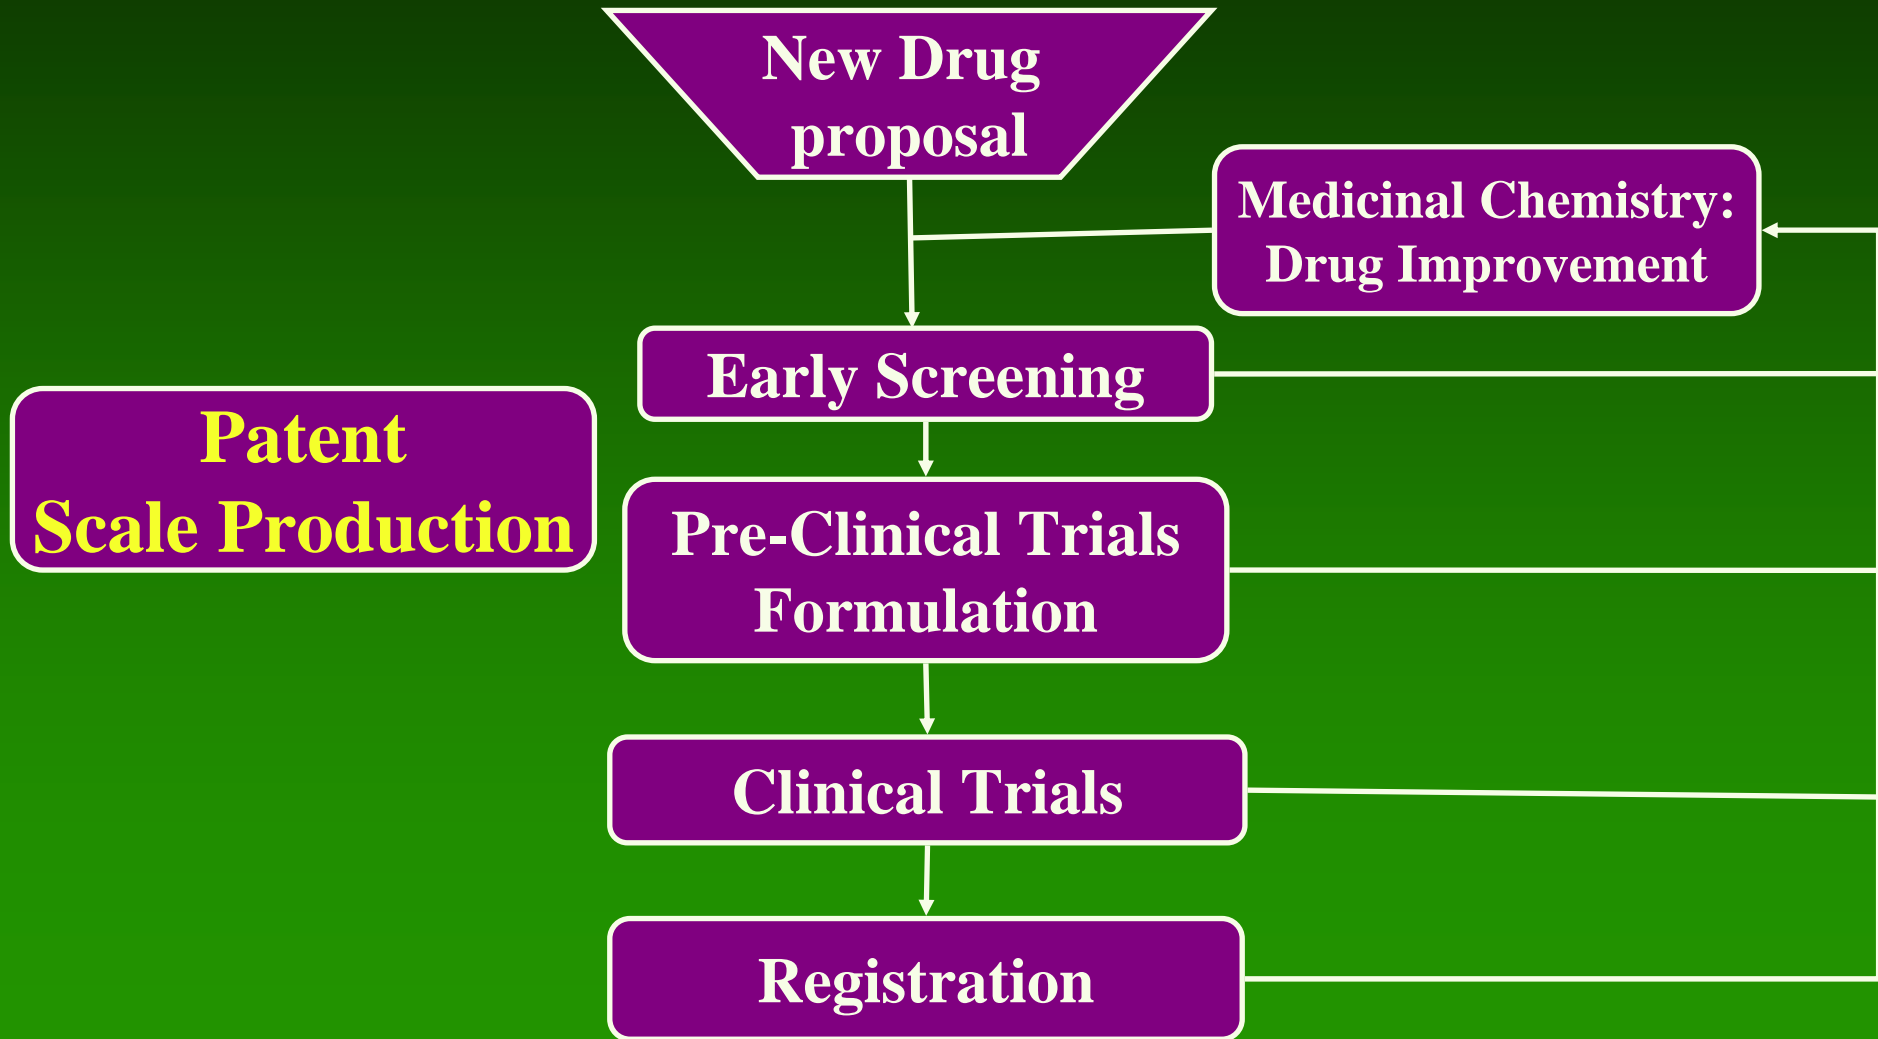 New Drug
proposal
Medicinal Chemistry:
Drug Improvement
Early Screening
Patent
Scale Production
Pre-Clinical Trials
Formulation
Clinical Trials
Registration